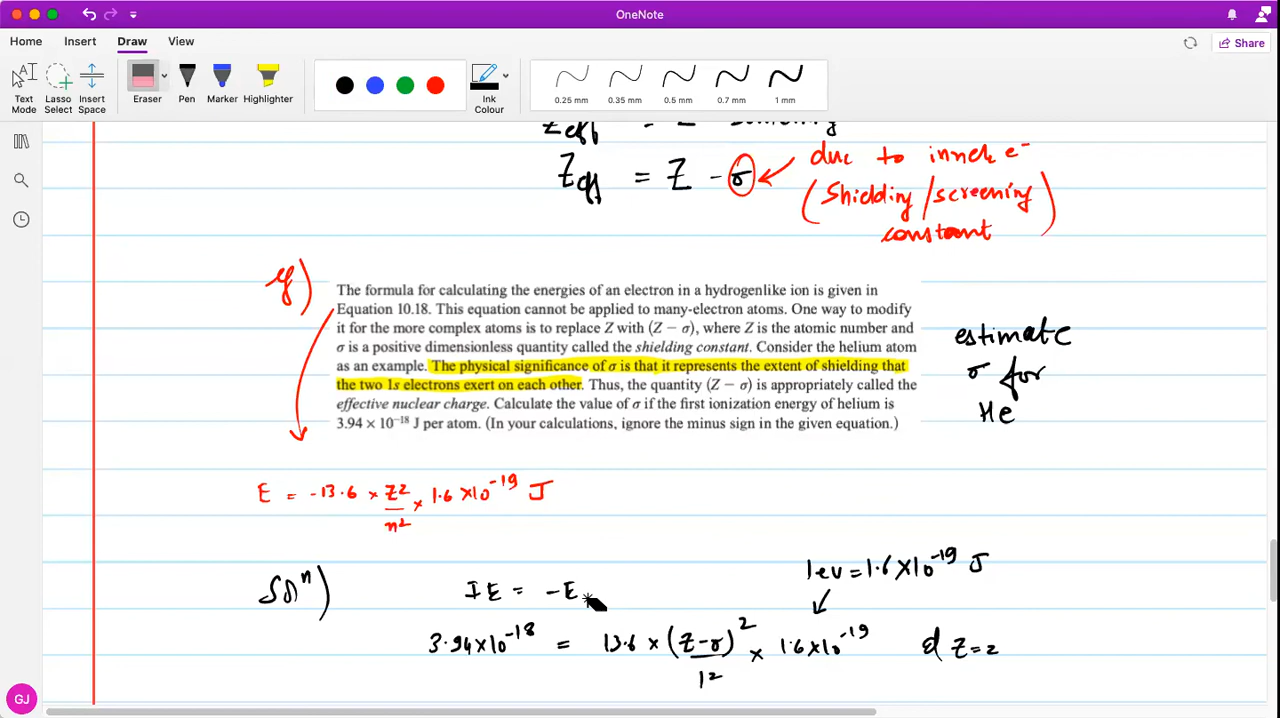 OneNote
Home Insert Draw View
Share
Text Mode
Lasso Select
Insert Space
Eraser
Pen
Marker
Highlighter
Ink Colour
0.25 mm
0.35 mm
0.5 mm
0.7 mm
1 mm
Zeff = Z - σ
due to inner e-
(Shielding/screening constant)
eg)
The formula for calculating the energies of an electron in a hydrogenlike ion is given in
Equation 10.18. This equation cannot be applied to many-electron atoms. One way to modify
it for the more complex atoms is to replace Z with (Z − σ), where Z is the atomic number and
σ is a positive dimensionless quantity called the shielding constant. Consider the helium atom
as an example. The physical significance of σ is that it represents the extent of shielding that
the two 1s electrons exert on each other. Thus, the quantity (Z − σ) is appropriately called the
effective nuclear charge. Calculate the value of σ if the first ionization energy of helium is
3.94 × 10⁻¹⁸ J per atom. (In your calculations, ignore the minus sign in the given equation.)
estimate
σ for
He
E = -13.6 × Z²/n² × 1.6×10⁻¹⁹ J
Solⁿ)
IE = -E
1ev = 1.6×10⁻¹⁹ J
3.94×10⁻¹⁸ = 13.6 × (Z-σ)²/1² × 1.6×10⁻¹⁹
& Z=2
GJ